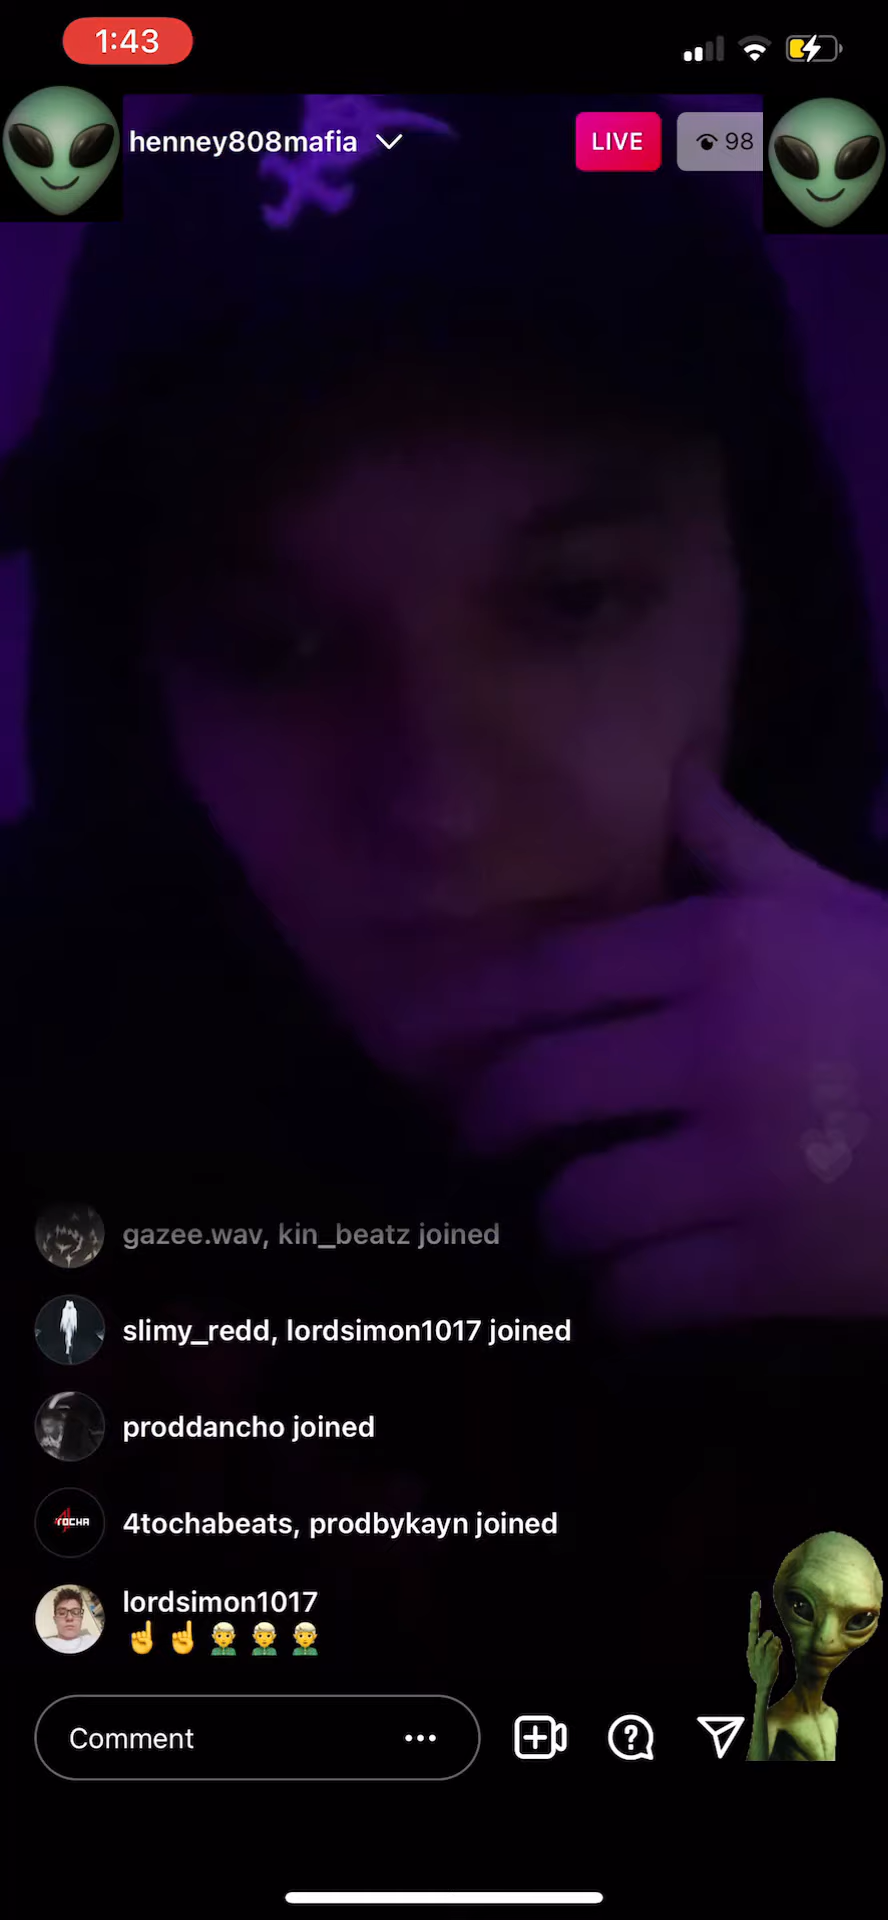 1:43
henney808mafia
LIVE
98
gazee.wav, kin_beatz joined
slimy_redd, lordsimon1017 joined
proddancho joined
4tochabeats, prodbykayn joined
ROCHA
lordsimon1017
☝️☝️🧝‍♂️🧝‍♂️🧝‍♂️
Comment